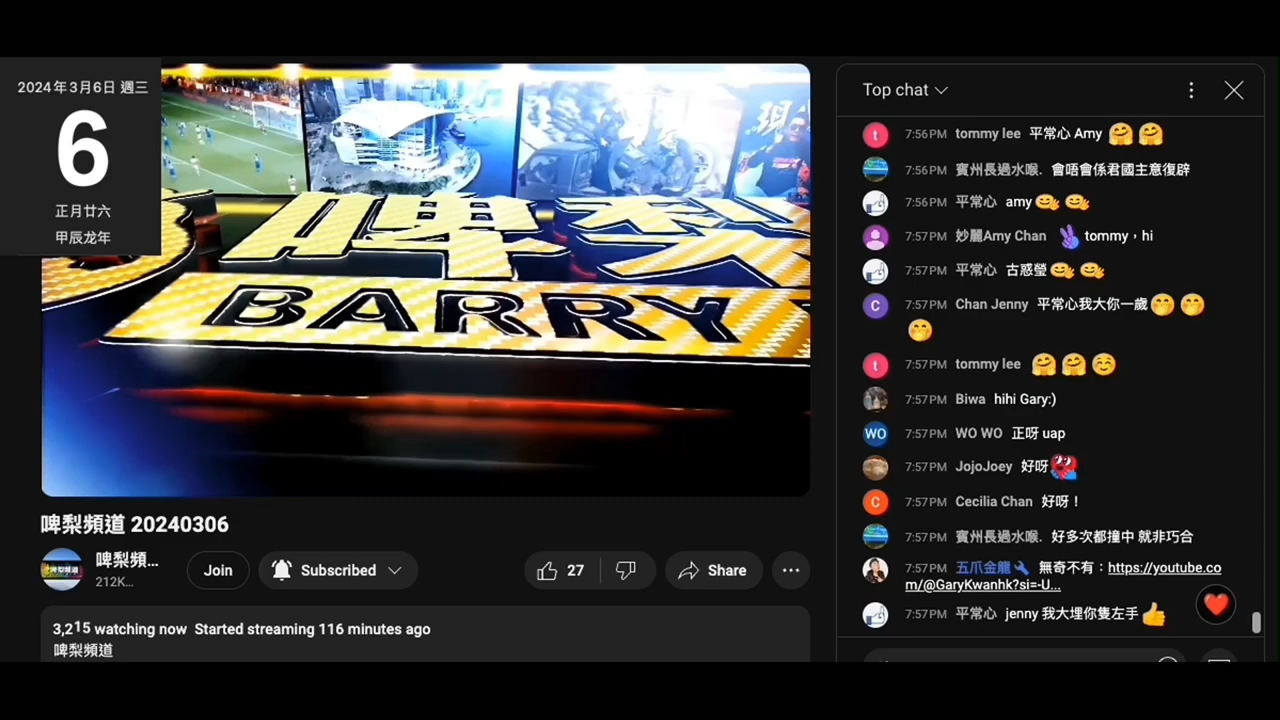 2024年3月6日 週三
6
正月廿六
甲辰龙年
啤梨
BARRY
啤梨頻道 20240306
啤梨頻...
212K...
Join
Subscribed
27
Share
3,215 watching now Started streaming 116 minutes ago
啤梨頻道
Top chat
7:56PM tommy lee 平常心 Amy 🤗 🤗
7:56PM 賓州長過水喉. 會唔會係君國主意復辟
7:56PM 平常心 amy
7:57PM 妙麗Amy Chan tommy，hi
7:57PM 平常心 古惑瑩
7:57PM Chan Jenny 平常心我大你一歲🤭 🤭
🤭
7:57PM tommy lee 🤗 🤗 ☺️
7:57PM Biwa hihi Gary:)
7:57PM WO WO 正呀 uap
7:57PM JojoJoey 好呀
7:57PM Cecilia Chan 好呀！
7:57PM 賓州長過水喉. 好多次都撞中 就非巧合
7:57PM 五爪金龍🔧 無奇不有：https://youtube.co
m/@GaryKwanhk?si=-U...
7:57PM 平常心 jenny 我大埋你隻左手👍